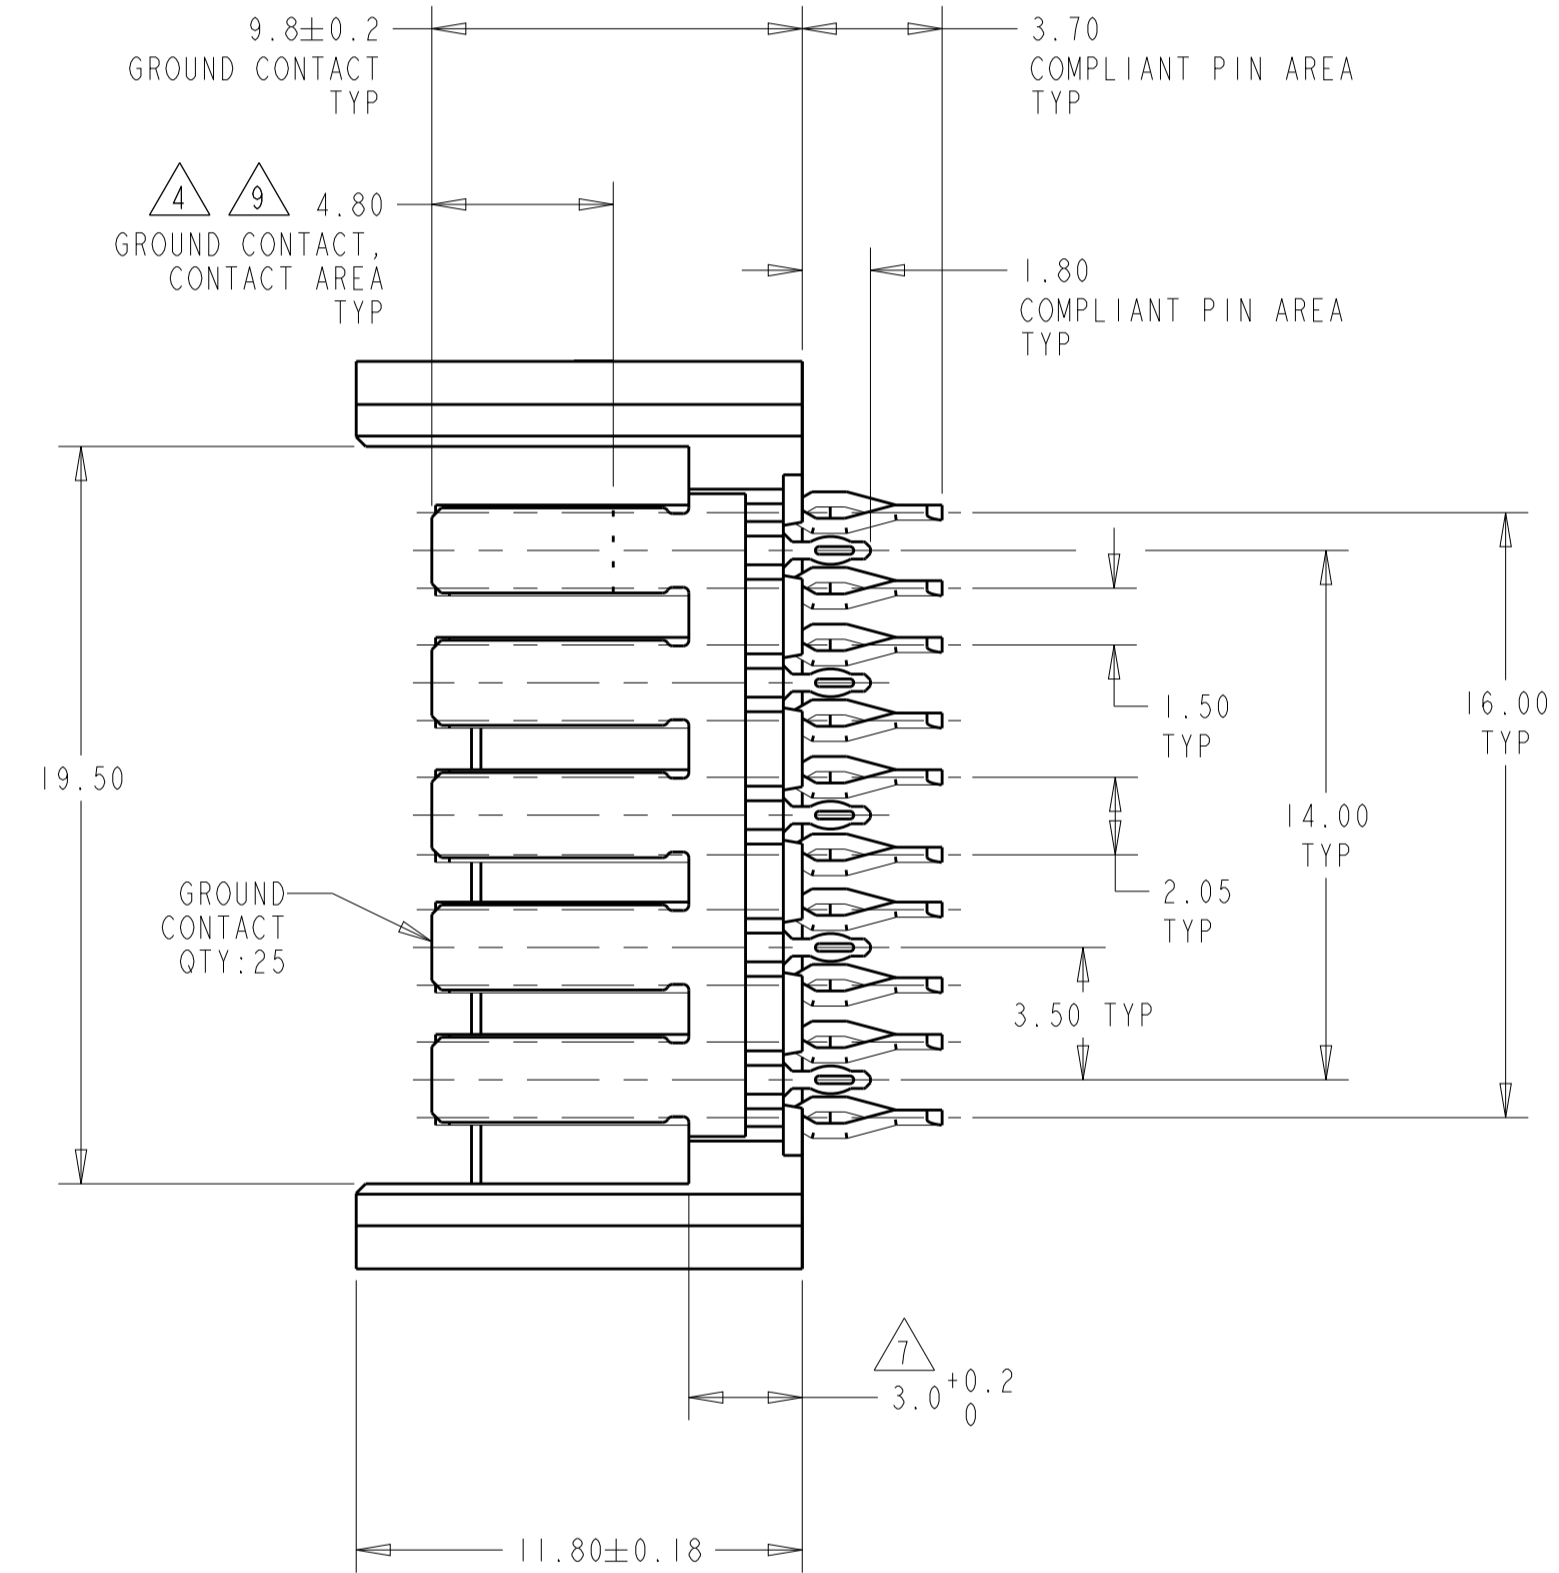 9.8±0.2
GROUND CONTACT
TYP
3.70
COMPLIANT PIN AREA
TYP
4 9 4.80
GROUND CONTACT,
CONTACT AREA
TYP
1.80
COMPLIANT PIN AREA
TYP
19.50
1.50
TYP
16.00
TYP
14.00
TYP
2.05
TYP
GROUND
CONTACT
QTY:25
3.50 TYP
7
3.0 +0.2
0
11.80±0.18